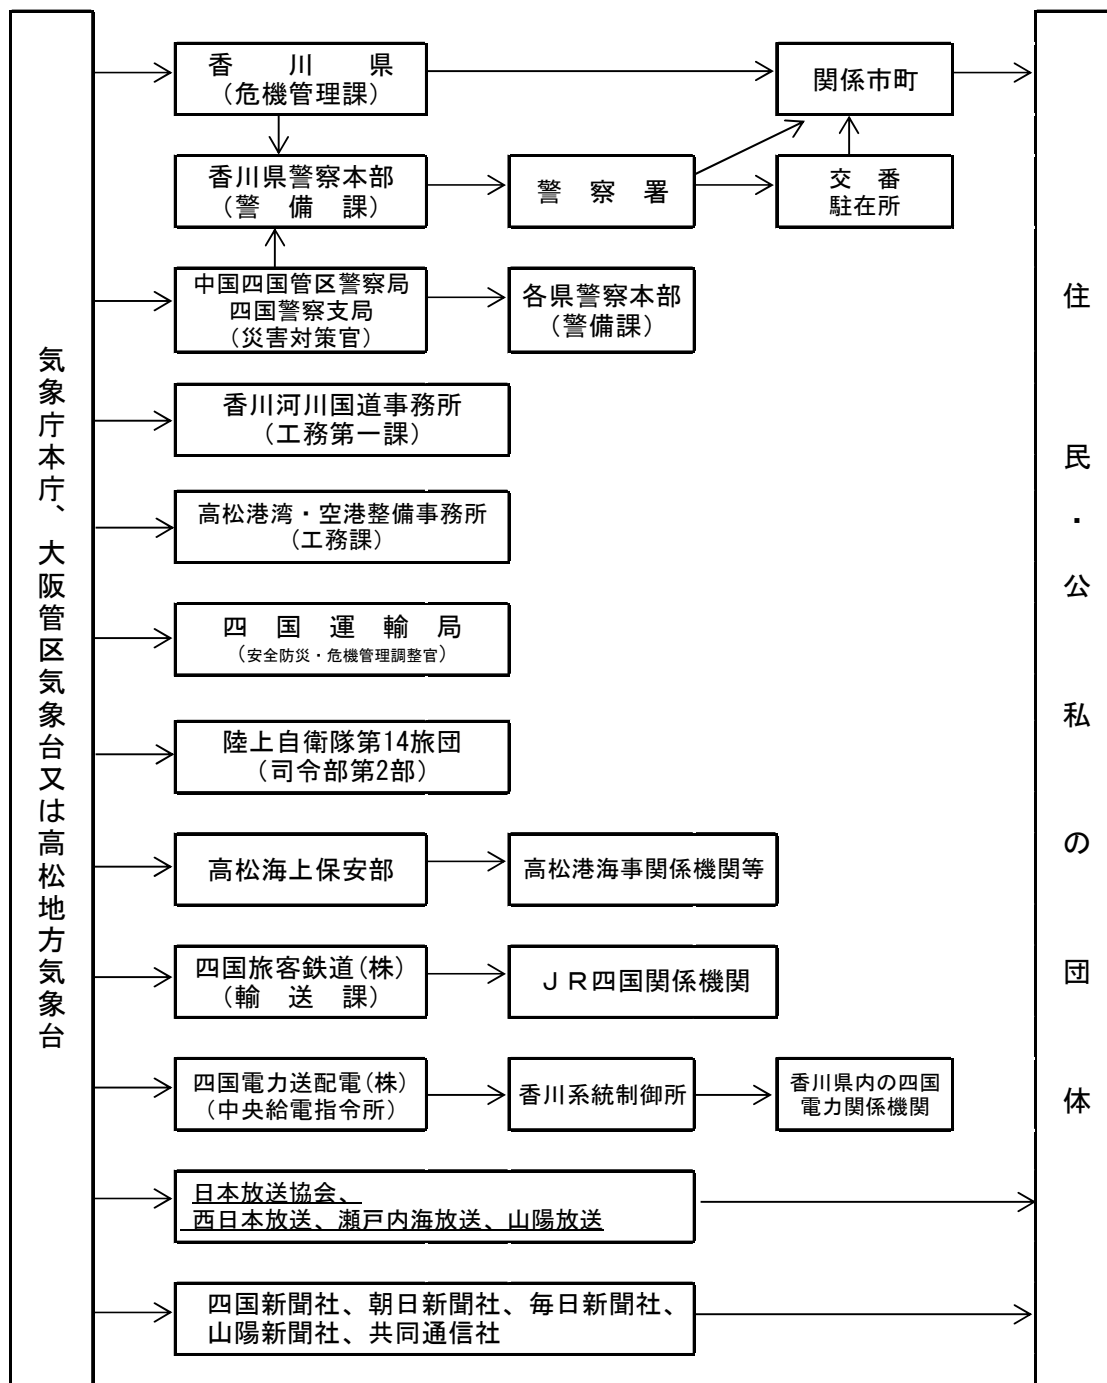 気象庁本庁、大阪管区気象台又は高松地方気象台
香川県
(危機管理課)
関係市町
香川県警察本部
(警備課)
警察署
交番
駐在所
中国四国管区警察局
四国警察支局
(災害対策官)
各県警察本部
(警備課)
香川河川国道事務所
(工務第一課)
高松港湾・空港整備事務所
(工務課)
四国運輸局
(安全防災・危機管理調整官)
陸上自衛隊第14旅団
(司令部第2部)
高松海上保安部
高松港海事関係機関等
四国旅客鉄道(株)
(輸送課)
JR四国関係機関
四国電力送配電(株)
(中央給電指令所)
香川系統制御所
香川県内の四国
電力関係機関
日本放送協会、
西日本放送、瀬戸内海放送、山陽放送
四国新聞社、朝日新聞社、毎日新聞社、
山陽新聞社、共同通信社
住民・公私の団体